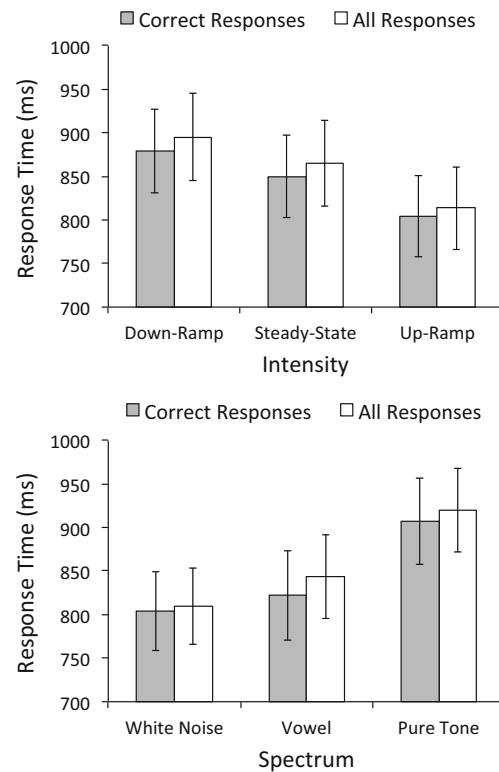 Correct Responses All Responses
Response Time (ms)
1000
950
900
850
800
750
700
Down-Ramp Steady-State Up-Ramp
Intensity
Correct Responses All Responses
Response Time (ms)
1000
950
900
850
800
750
700
White Noise Vowel Pure Tone
Spectrum